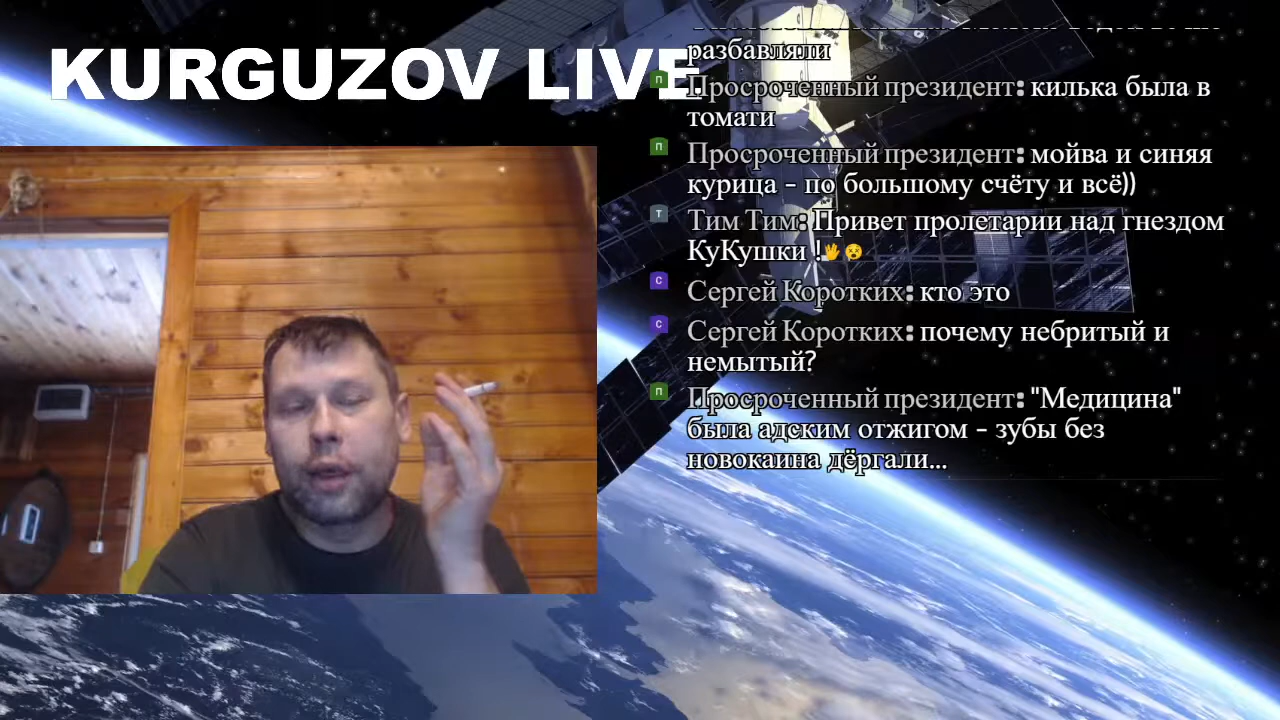 KURGUZOV LIVE
разбавляли
Просроченный президент: килька была в
томати
Просроченный президент: мойва и синяя
курица - по большому счёту и всё))
Тим Тим: Привет пролетарии над гнездом
КуКушки !🖖😵
Сергей Коротких: кто это
Сергей Коротких: почему небритый и
немытый?
Просроченный президент: "Медицина"
была адским отжигом - зубы без
новокаина дёргали...